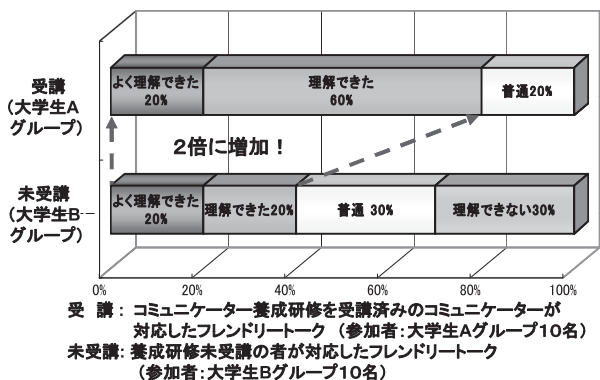 受講
(大学生A
グループ)
よく理解できた
20%
理解できた
60%
普通20%
2倍に増加！
未受講
(大学生B
グループ)
よく理解できた
20%
理解できた20%
普通 30%
理解できない30%
0% 20% 40% 60% 80% 100%
受　講： コミュニケーター養成研修を受講済みのコミュニケーターが
対応したフレンドリートーク （参加者：大学生Aグループ10名）
未受講： 養成研修未受講の者が対応したフレンドリートーク
（参加者：大学生Bグループ10名）